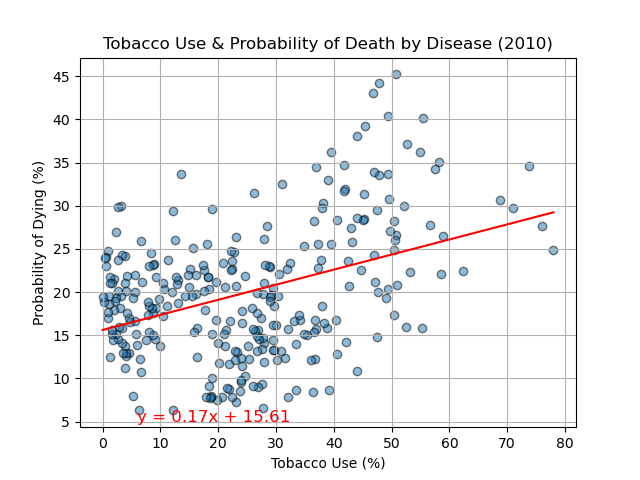 Tobacco Use & Probability of Death by Disease (2010)
Probability of Dying (%)
45
40
35
30
25
20
15
10
5
y = 0.17x + 15.61
0 10 20 30 40 50 60 70 80
Tobacco Use (%)